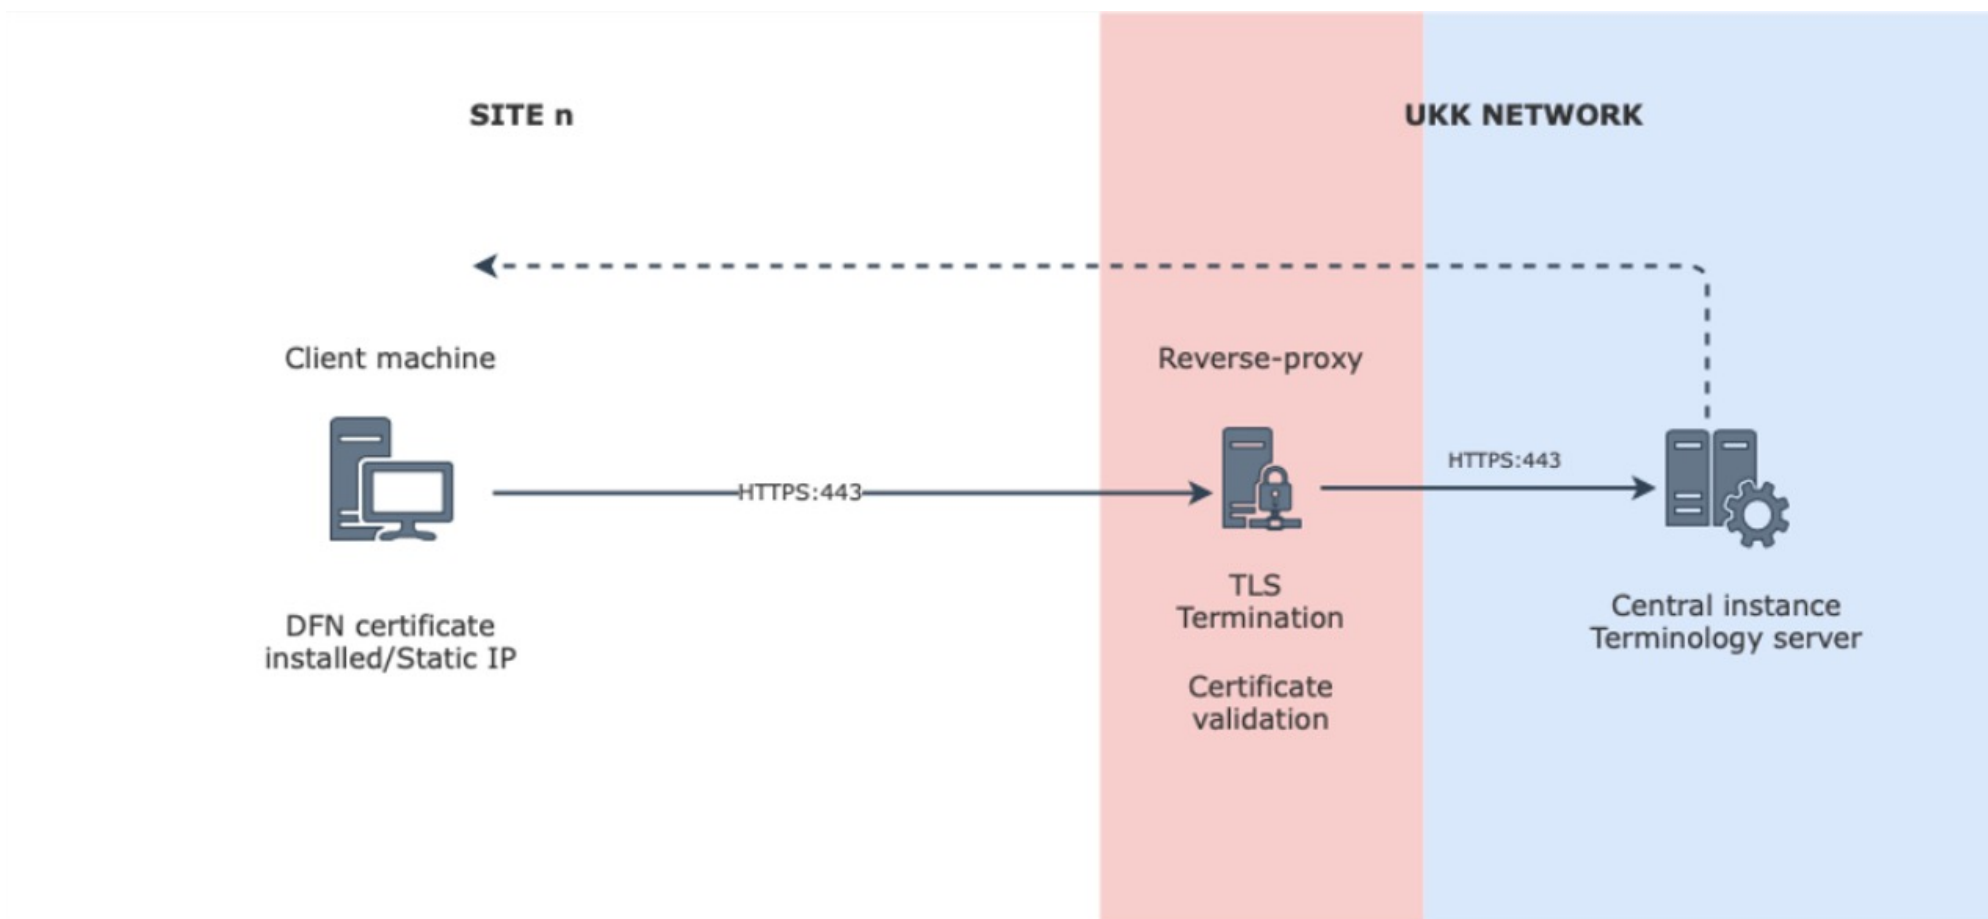 SITE n
UKK NETWORK
Client machine
Reverse-proxy
HTTPS:443
HTTPS:443
DFN certificate
installed/Static IP
TLS
Termination
Certificate
validation
Central instance
Terminology server